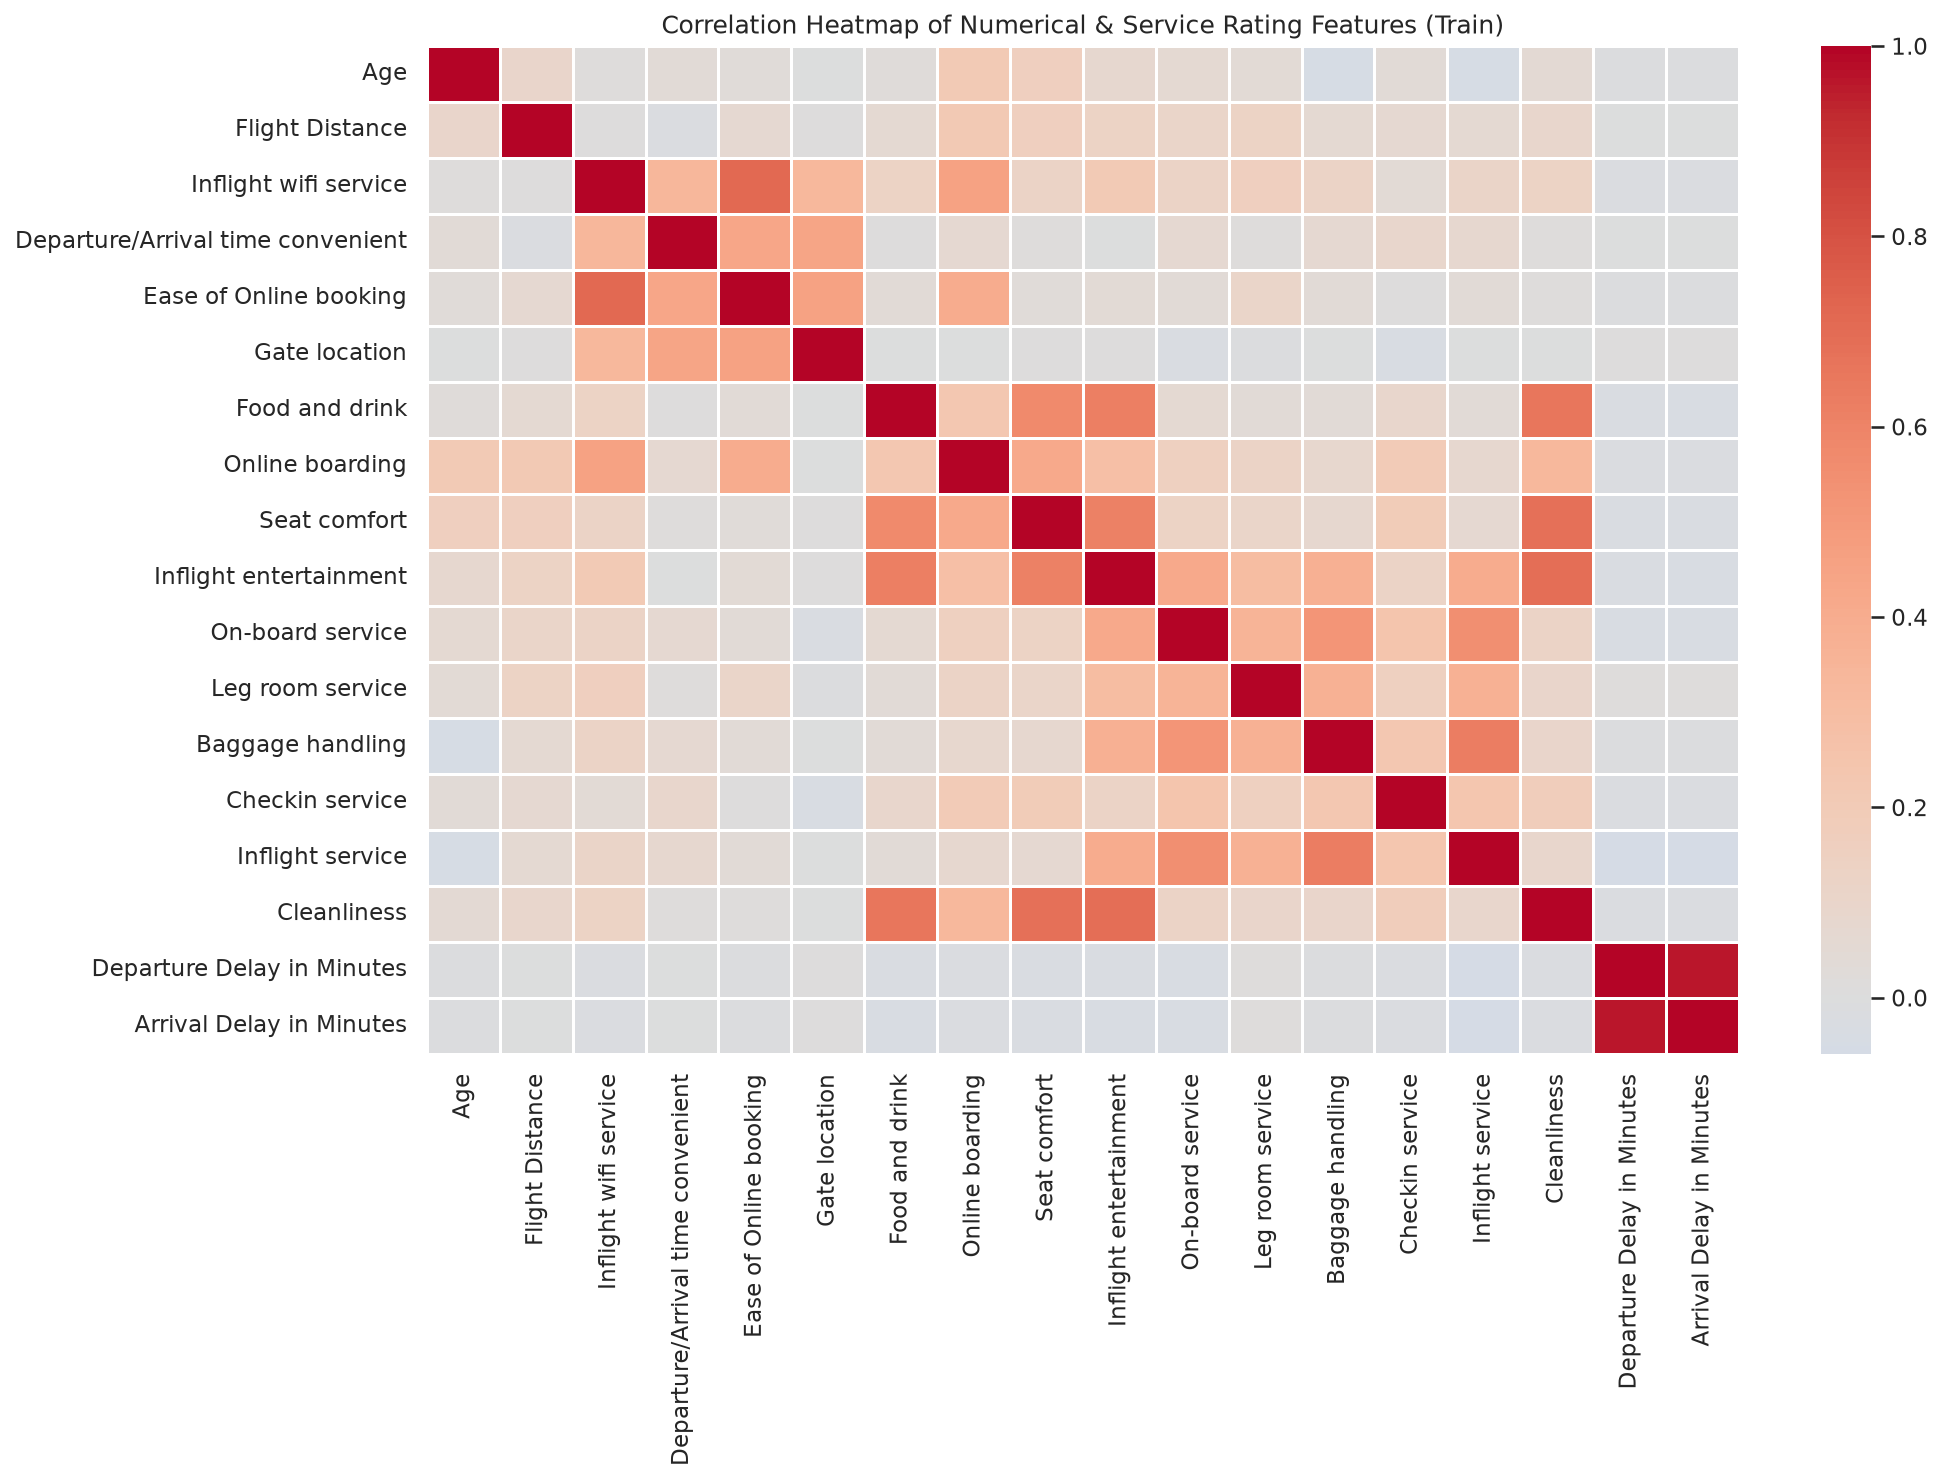 Correlation Heatmap of Numerical & Service Rating Features (Train)
Age
Flight Distance
Inflight wifi service
Departure/Arrival time convenient
Ease of Online booking
Gate location
Food and drink
Online boarding
Seat comfort
Inflight entertainment
On-board service
Leg room service
Baggage handling
Checkin service
Inflight service
Cleanliness
Departure Delay in Minutes
Arrival Delay in Minutes
Age
Flight Distance
Inflight wifi service
Departure/Arrival time convenient
Ease of Online booking
Gate location
Food and drink
Online boarding
Seat comfort
Inflight entertainment
On-board service
Leg room service
Baggage handling
Checkin service
Inflight service
Cleanliness
Departure Delay in Minutes
Arrival Delay in Minutes
1.0
0.8
0.6
0.4
0.2
0.0